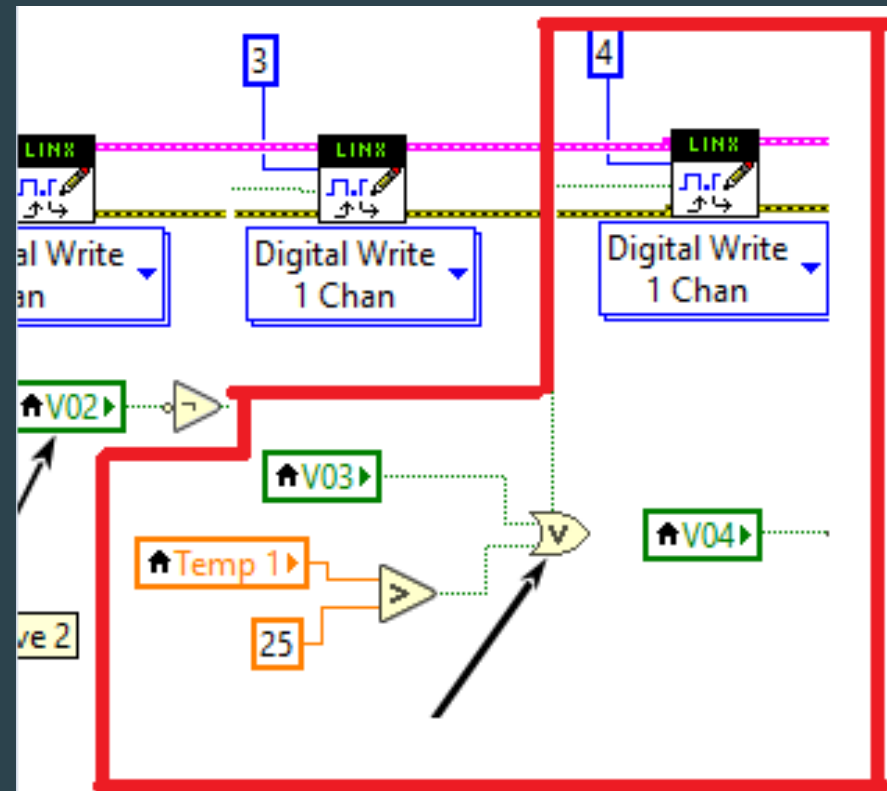 3
4
LINX
LINX
LINX
al Write
an
Digital Write
1 Chan
Digital Write
1 Chan
V02
V03
V04
Temp 1
>
25
ve 2